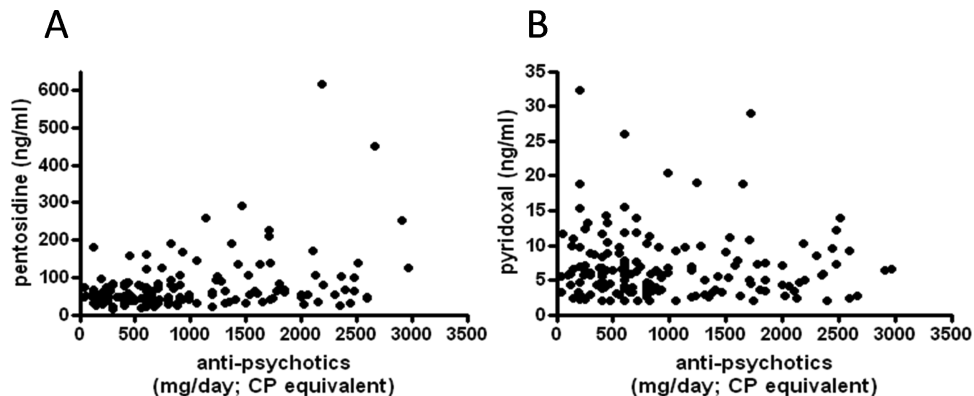 A
pentosidine (ng/ml)
600
500
400
300
200
100
0
0 500 1000 1500 2000 2500 3000 3500
anti-psychotics
(mg/day; CP equivalent)
B
pyridoxal (ng/ml)
35
30
25
20
15
10
5
0
0 500 1000 1500 2000 2500 3000 3500
anti-psychotics
(mg/day; CP equivalent)